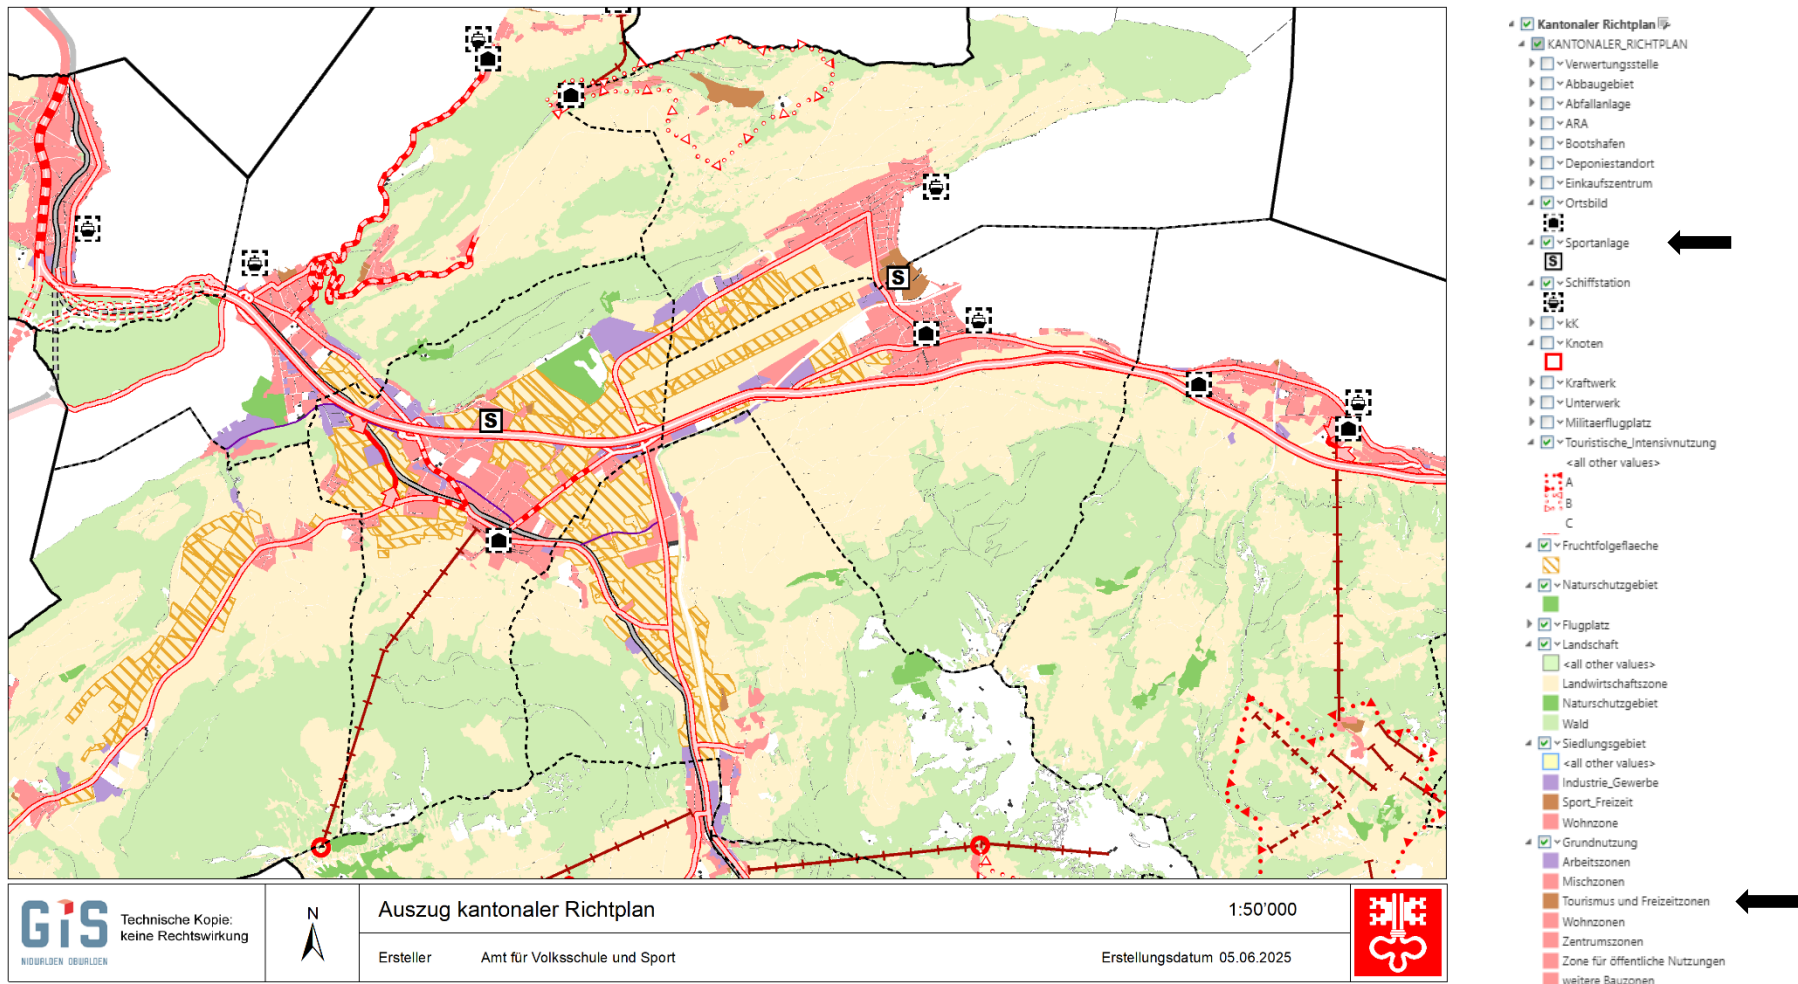 Kantonaler Richtplan
KANTONALER_RICHTPLAN
Verwertungsstelle
Abbaugebiet
Abfallanlage
ARA
Bootshafen
Deponiestandort
Einkaufszentrum
Ortsbild
Sportanlage
S
Schiffstation
kK
Knoten
Kraftwerk
Unterwerk
Militaerflugplatz
Touristische_Intensivnutzung
<all other values>
A
B
C
Fruchtfolgeflaeche
Naturschutzgebiet
Flugplatz
Landschaft
<all other values>
Landwirtschaftszone
Naturschutzgebiet
Wald
Siedlungsgebiet
<all other values>
Industrie_Gewerbe
Sport_Freizeit
Wohnzone
Grundnutzung
Arbeitszonen
Mischzonen
Tourismus und Freizeitzonen
Wohnzonen
Zentrumszonen
Zone für öffentliche Nutzungen
weitere Bauzonen
S
S
GIS
NIDWALDEN OBWALDEN
Technische Kopie:
keine Rechtswirkung
N
Auszug kantonaler Richtplan
1:50'000
Ersteller Amt für Volksschule und Sport
Erstellungsdatum 05.06.2025